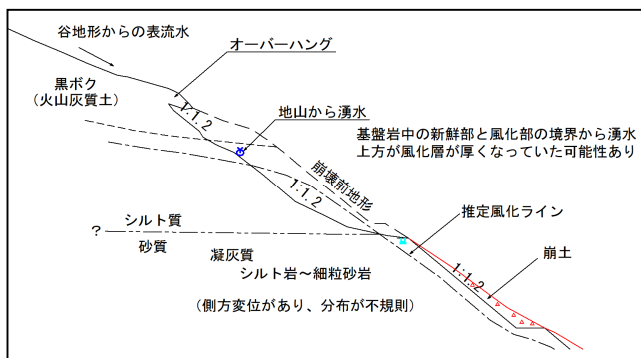 谷地形からの表流水
オーバーハング
黒ボク
(火山灰質土)
1:1.2
地山から湧水
基盤岩中の新鮮部と風化部の境界から湧水
上方が風化層が厚くなっていた可能性あり
崩壊前地形
1:1.2
推定風化ライン
シルト質
?
砂質
凝灰質
シルト岩～細粒砂岩
崩土
1:1.2
(側方変位があり、分布が不規則)